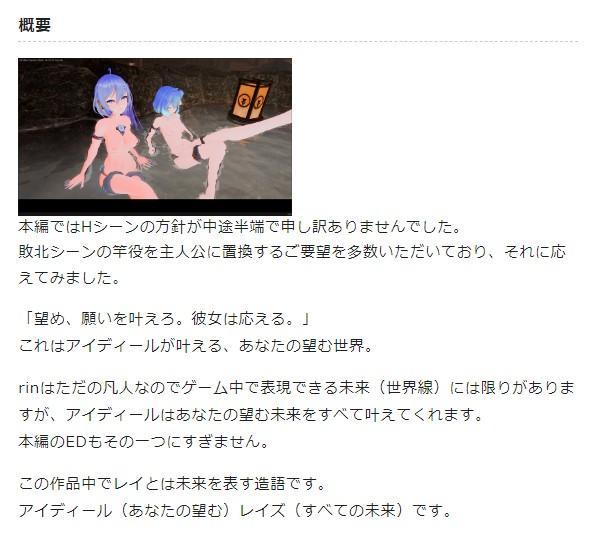 概要
本編ではHシーンの方針が中途半端で申し訳ありませんでした。
敗北シーンの竿役を主人公に置換するご要望を多数いただいており、それに応
えてみました。
「望め、願いを叶えろ。彼女は応える。」
これはアイディールが叶える、あなたの望む世界。
rinはただの凡人なのでゲーム中で表現できる未来（世界線）には限りがありま
すが、アイディールはあなたの望む未来をすべて叶えてくれます。
本編のEDもその一つにすぎません。
この作品中でレイとは未来を表す造語です。
アイディール（あなたの望む）レイズ（すべての未来）です。